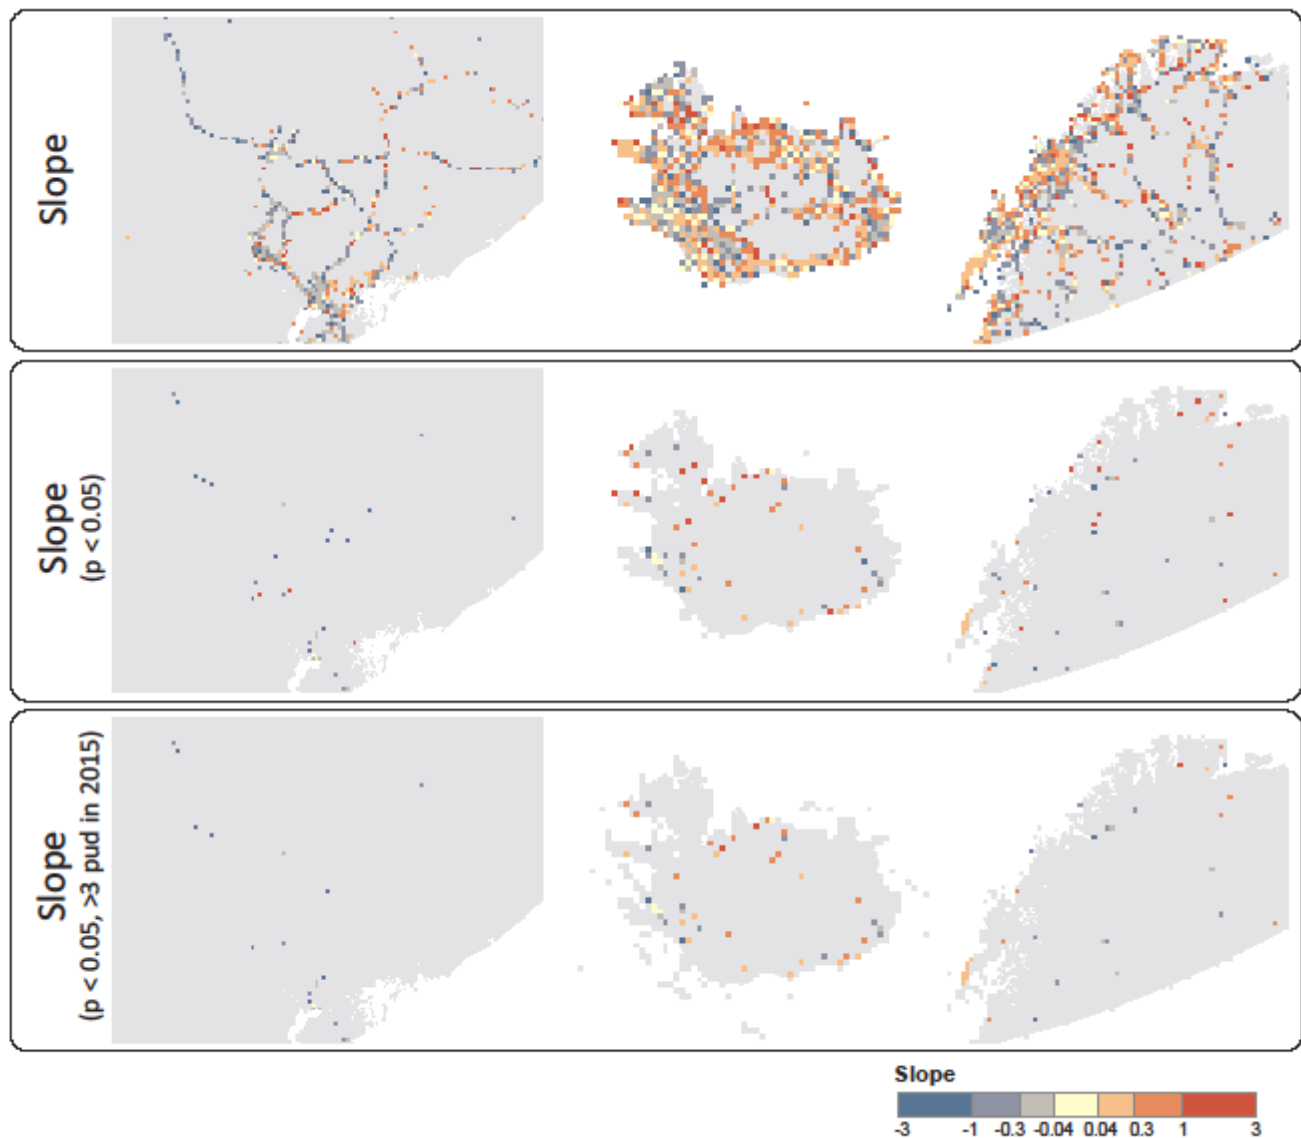 Slope
Slope
(p < 0.05)
Slope
(p < 0.05, >3 pud in 2015)
Slope
-3 -1 -0.3 -0.04 0.04 0.3 1 3